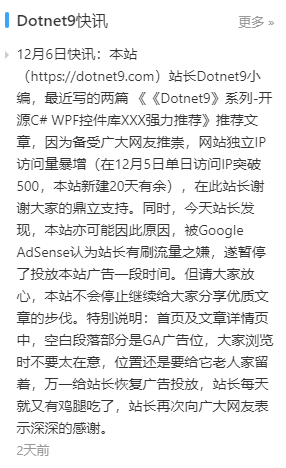 Dotnet9快讯
更多 »
12月6日快讯：本站
（https://dotnet9.com）站长Dotnet9小
编，最近写的两篇 《《Dotnet9》系列-开
源C# WPF控件库XXX强力推荐》推荐文
章，因为备受广大网友推崇，网站独立IP
访问量暴增（在12月5日单日访问IP突破
500，本站新建20天有余），在此站长谢
谢大家的鼎立支持。同时，今天站长发
现，本站亦可能因此原因，被Google
AdSense认为站长有刷流量之嫌，遂暂停
了投放本站广告一段时间。但请大家放
心，本站不会停止继续给大家分享优质文
章的步伐。特别说明：首页及文章详情页
中，空白段落部分是GA广告位，大家浏览
时不要太在意，位置还是要给它老人家留
着，万一给站长恢复广告投放，站长每天
就又有鸡腿吃了，站长再次向广大网友表
示深深的感谢。
2天前